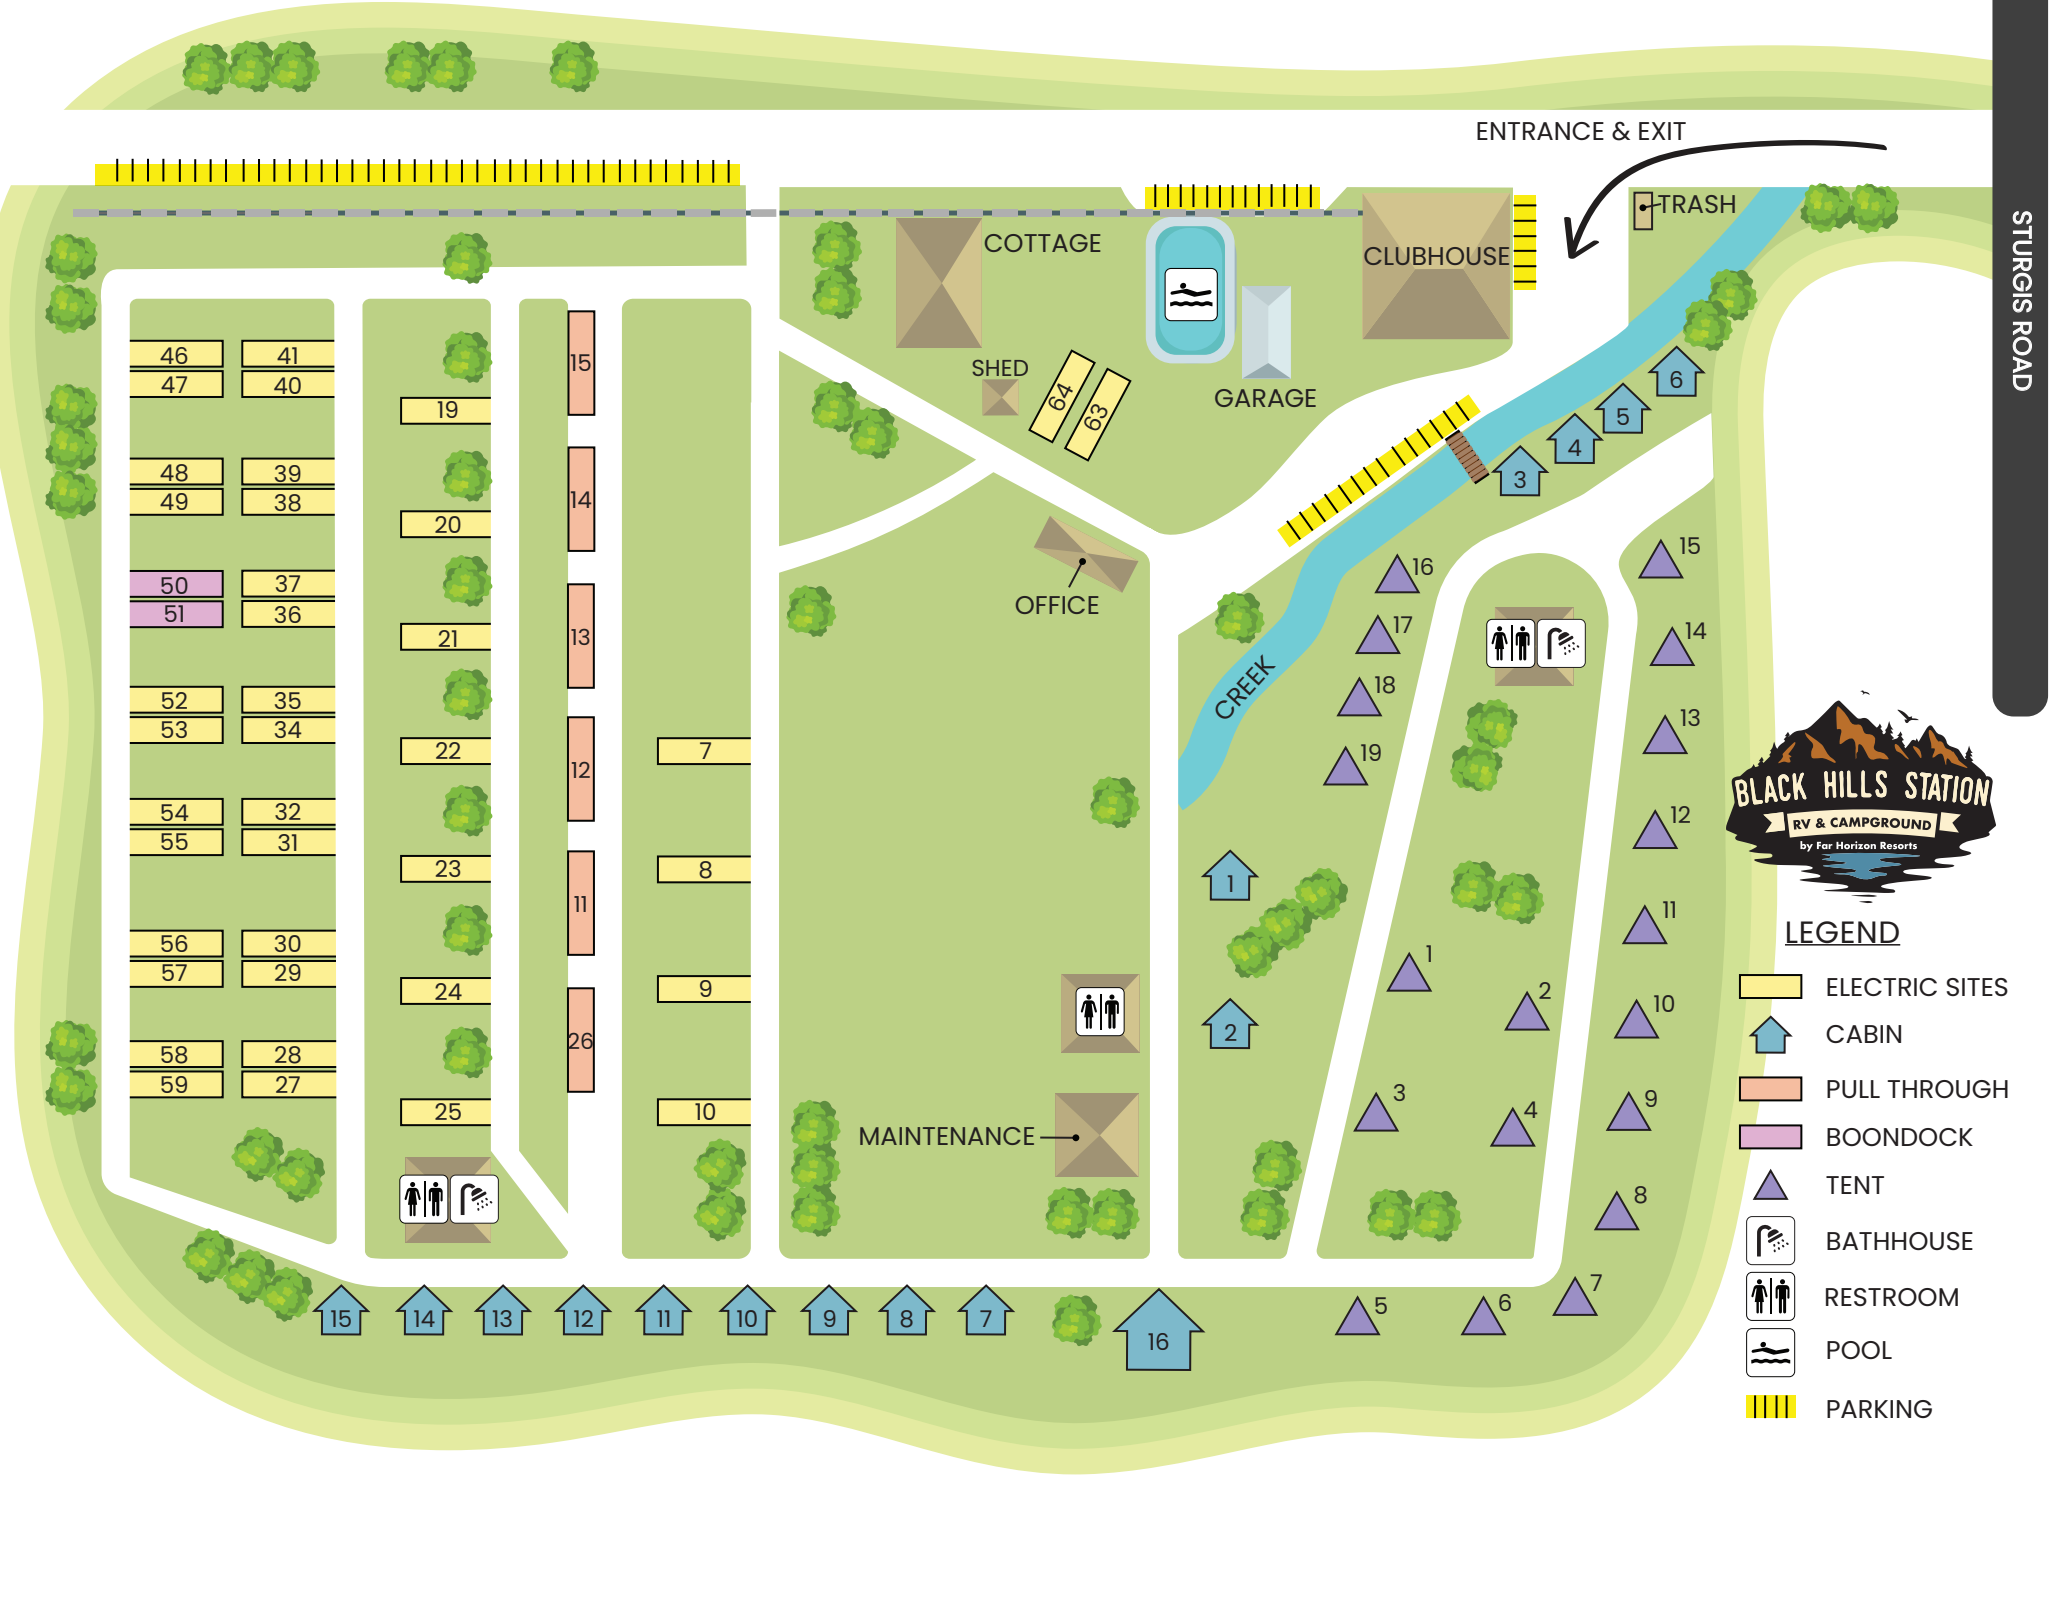 ENTRANCE & EXIT
TRASH
STURGIS ROAD
COTTAGE
CLUBHOUSE
SHED
GARAGE
64
63
OFFICE
CREEK
MAINTENANCE
46 41
47 40
48 39
49 38
50 37
51 36
52 35
53 34
54 32
55 31
56 30
57 29
58 28
59 27
19
20
21
22
23
24
25
15
14
13
12
11
26
7
8
9
10
6
5
4
3
1
2
16
17
18
19
15
14
13
12
11
10
9
8
7
1
2
3
4
5
6
15 14 13 12 11 10 9 8 7
16
BLACK HILLS STATION
RV & CAMPGROUND
by Far Horizon Resorts
LEGEND
ELECTRIC SITES
CABIN
PULL THROUGH
BOONDOCK
TENT
BATHHOUSE
RESTROOM
POOL
PARKING